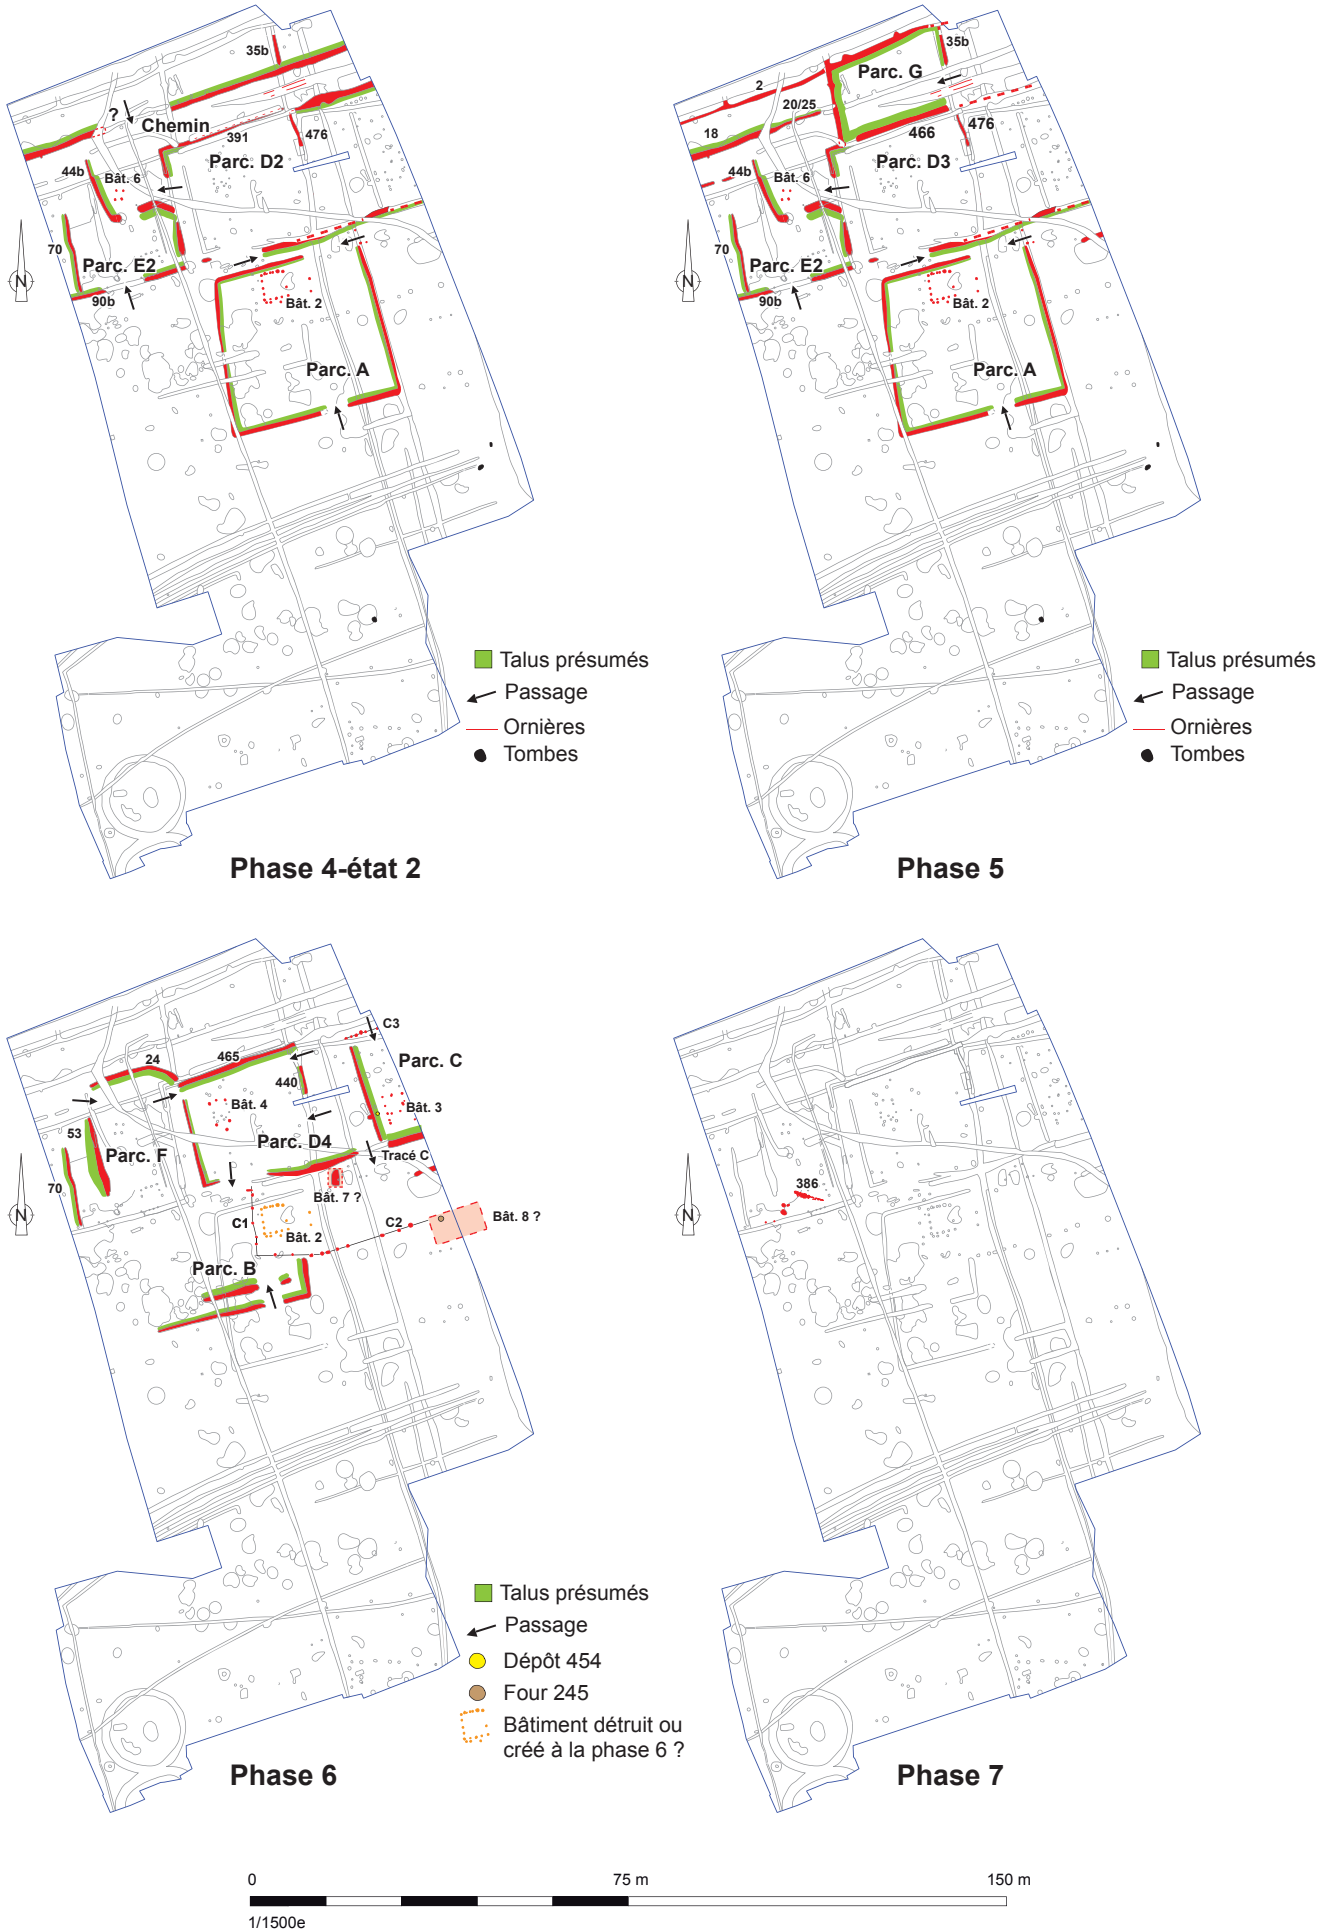 35b
?
Chemin
391
476
Parc. D2
44b
Bât. 6
70
Parc. E2
90b
Bât. 2
Parc. A
N
Talus présumés
Passage
Ornières
Tombes
Phase 4-état 2
35b
Parc. G
2
20/25
18
466
476
Parc. D3
44b
Bât. 6
70
Parc. E2
90b
Bât. 2
Parc. A
N
Talus présumés
Passage
Ornières
Tombes
Phase 5
C3
465
24
Parc. C
440
Bât. 4
Bât. 3
53
Parc. D4
Parc. F
Tracé C
70
Bât. 7 ?
C1
C2
Bât. 8 ?
Bât. 2
Parc. B
N
Talus présumés
Passage
Dépôt 454
Four 245
Bâtiment détruit ou
créé à la phase 6 ?
Phase 6
386
N
Phase 7
0 75 m 150 m
1/1500e